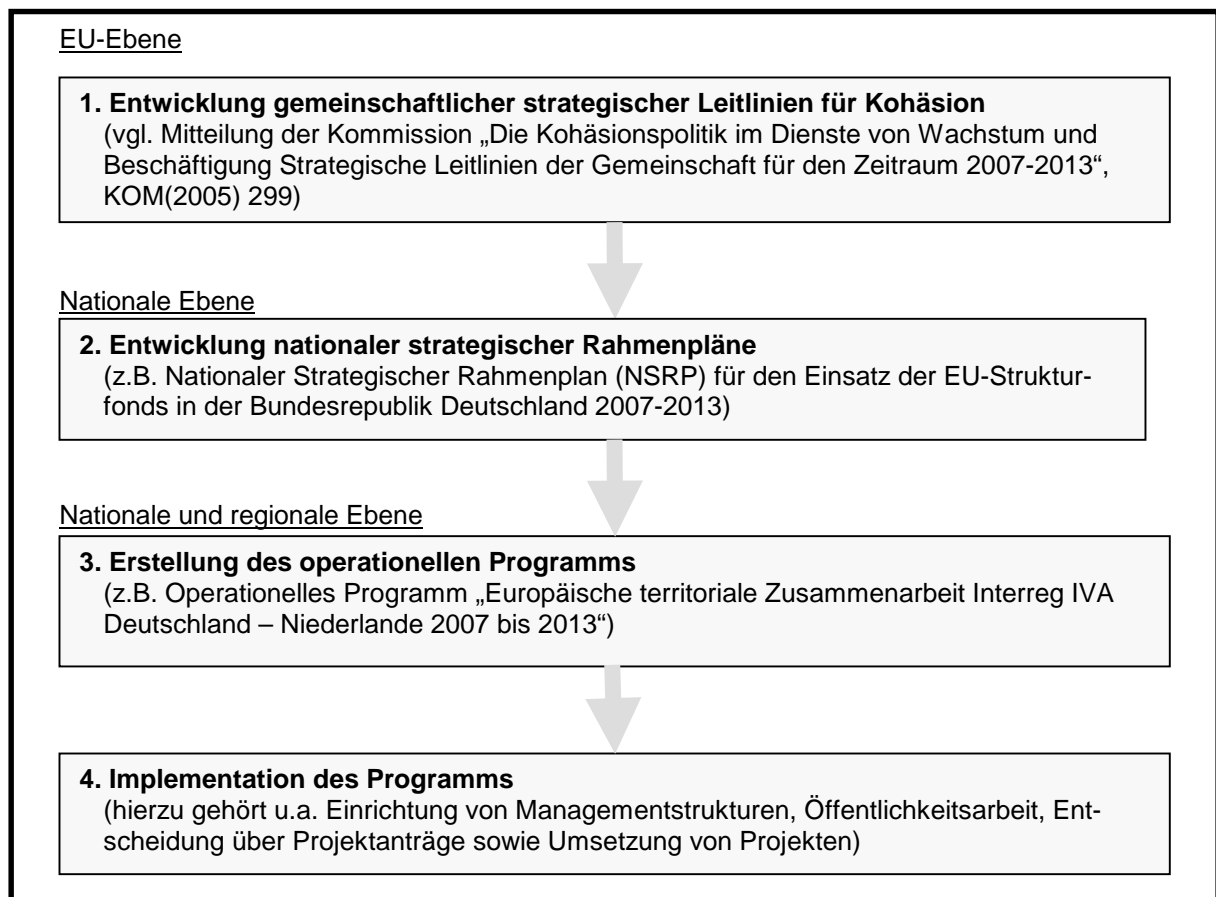 EU-Ebene
1. Entwicklung gemeinschaftlicher strategischer Leitlinien für Kohäsion
(vgl. Mitteilung der Kommission „Die Kohäsionspolitik im Dienste von Wachstum und
Beschäftigung Strategische Leitlinien der Gemeinschaft für den Zeitraum 2007-2013“,
KOM(2005) 299)
Nationale Ebene
2. Entwicklung nationaler strategischer Rahmenpläne
(z.B. Nationaler Strategischer Rahmenplan (NSRP) für den Einsatz der EU-Struktur-
fonds in der Bundesrepublik Deutschland 2007-2013)
Nationale und regionale Ebene
3. Erstellung des operationellen Programms
(z.B. Operationelles Programm „Europäische territoriale Zusammenarbeit Interreg IVA
Deutschland – Niederlande 2007 bis 2013“)
4. Implementation des Programms
(hierzu gehört u.a. Einrichtung von Managementstrukturen, Öffentlichkeitsarbeit, Ent-
scheidung über Projektanträge sowie Umsetzung von Projekten)